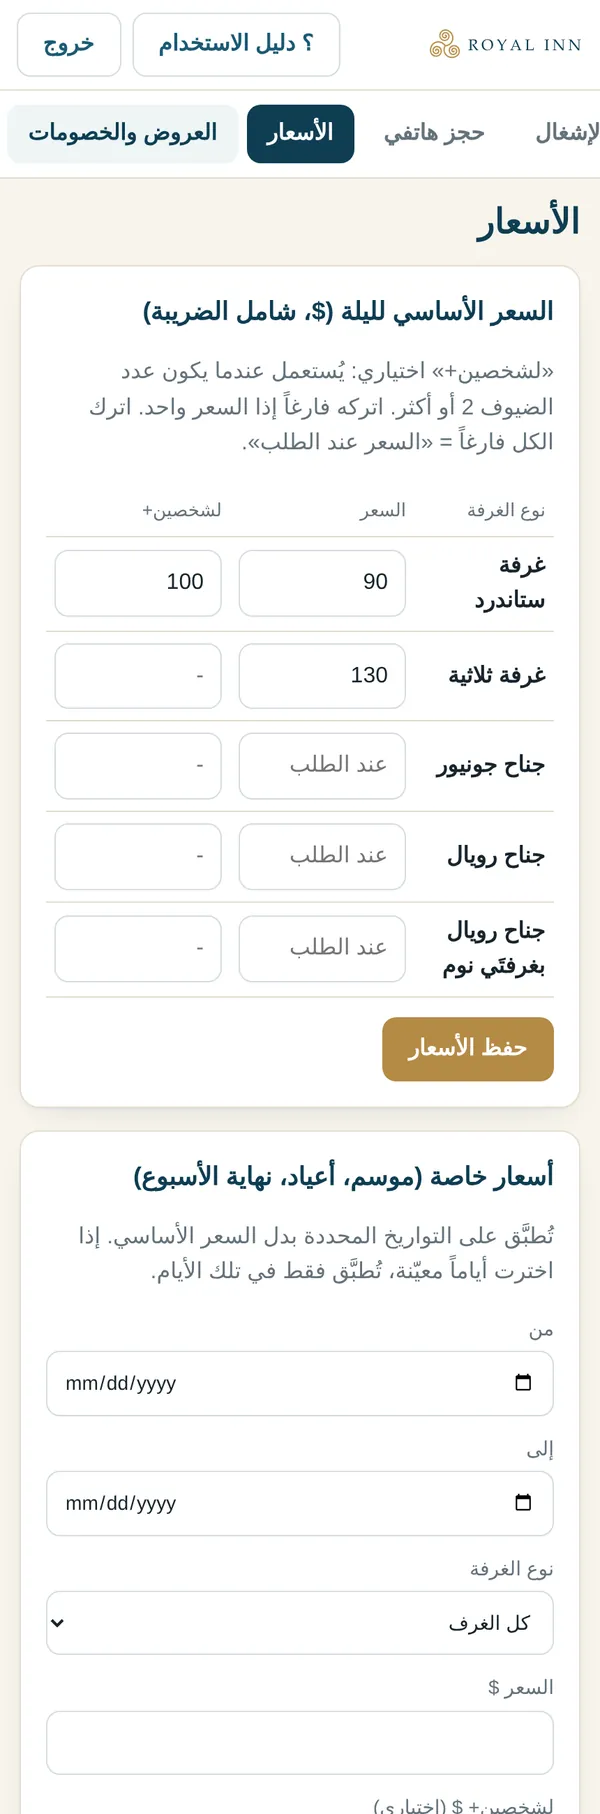 ROYAL INN
؟ دليل الاستخدام
خروج
لإشغال
حجز هاتفي
الأسعار
العروض والخصومات
الأسعار
السعر الأساسي لليلة ($، شامل الضريبة)
«لشخصين+» اختياري: يُستعمل عندما يكون عدد
الضيوف 2 أو أكثر. اتركه فارغاً إذا السعر واحد. اترك
الكل فارغاً = «السعر عند الطلب».
نوع الغرفة السعر لشخصين+
غرفة
ستاندرد
90 100
غرفة ثلاثية 130 -
جناح جونيور عند الطلب -
جناح رويال عند الطلب -
جناح رويال
بغرفتَي نوم
عند الطلب -
حفظ الأسعار
أسعار خاصة (موسم، أعياد، نهاية الأسبوع)
تُطبَّق على التواريخ المحددة بدل السعر الأساسي. إذا
اخترت أياماً معيّنة، تُطبَّق فقط في تلك الأيام.
من
mm/dd/yyyy
إلى
mm/dd/yyyy
نوع الغرفة
كل الغرف
السعر $
لشخصين+ $ (اختياري)